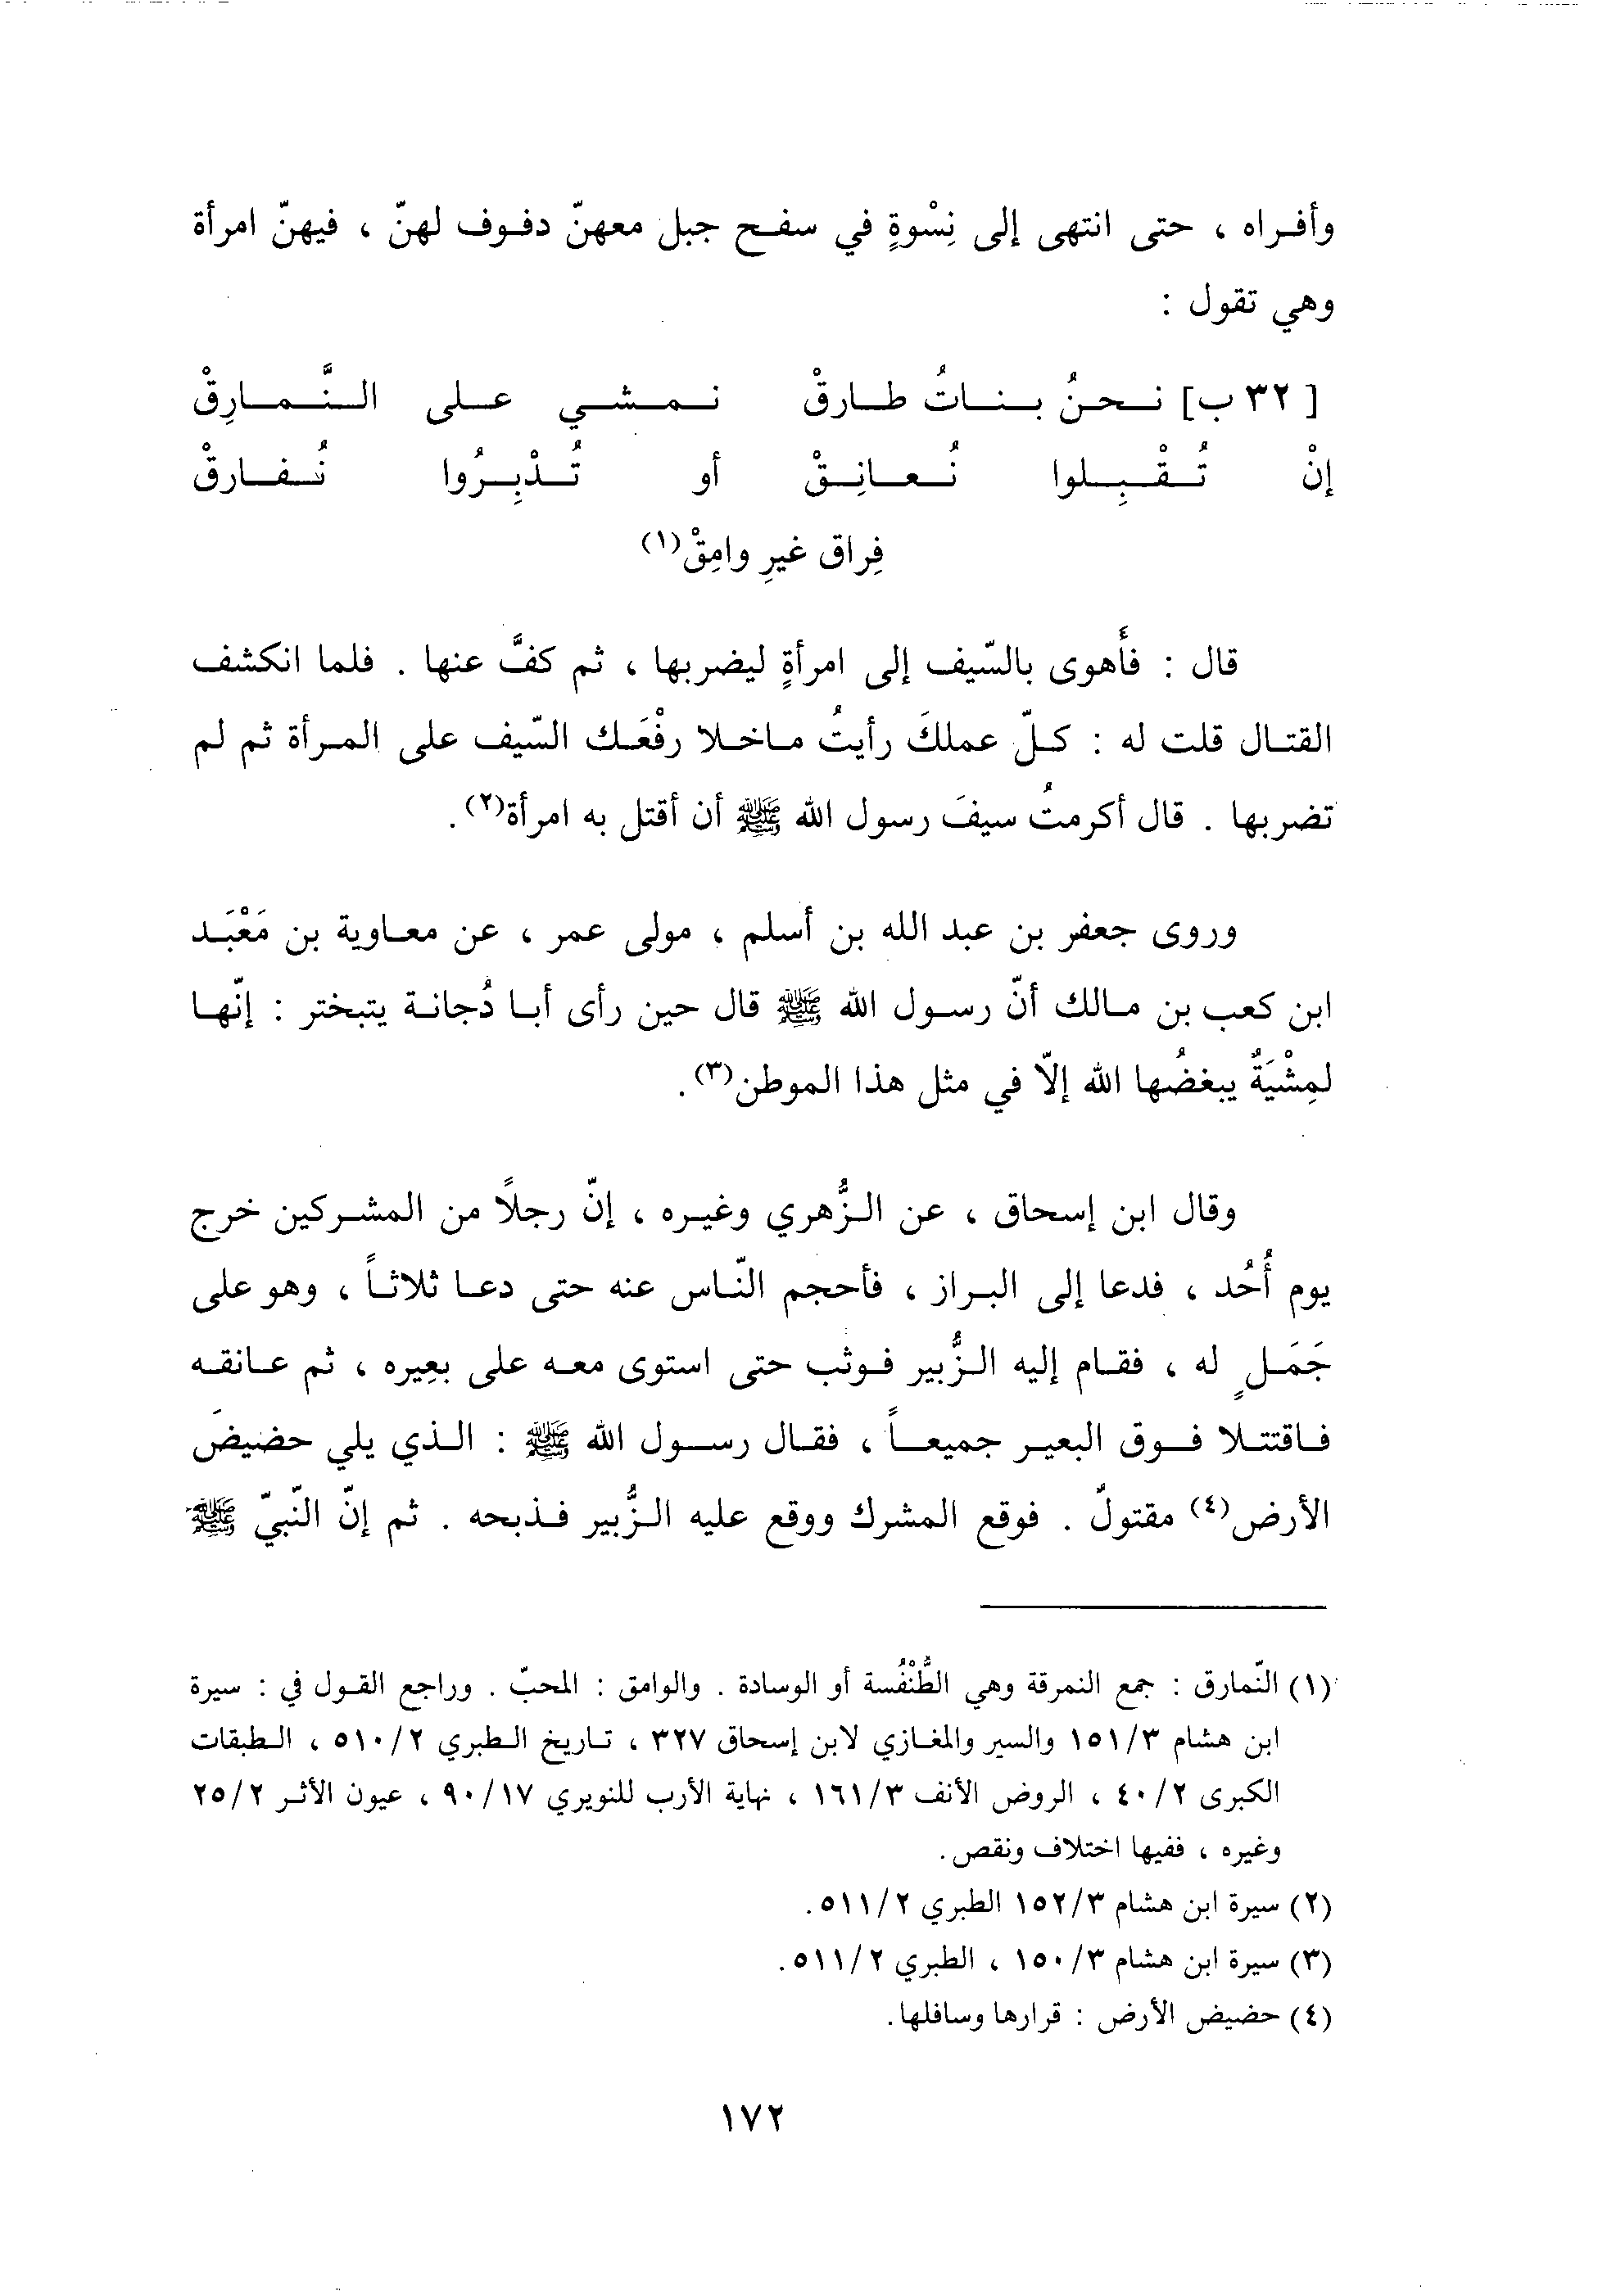 وأفراه ، حتى انتهى إلى نِسْوةٍ في سفح جبل معهنّ دفوف لهنّ ، فيهنّ امرأة
وهي تقول :
[٣٢ ب] نحنُ بناتُ طارقْ نمشي على النَّمارِقْ
إنْ تُقْبِلوا نُعانِقْ أو تُدْبِرُوا نُفارقْ
فِراق غيرِ وامِقْ(١)
قال : فأَهوى بالسّيف إلى امرأةٍ ليضربها ، ثم كفَّ عنها . فلما انكشف
القتال قلت له : كلّ عملكَ رأيتُ ماخلا رفْعَك السّيف على المرأة ثم لم
تضربها . قال أكرمتُ سيفَ رسول الله ﷺ أن أقتل به امرأة(٢).
وروى جعفر بن عبد الله بن أسلم ، مولى عمر ، عن معاوية بن مَعْبَد
ابن كعب بن مالك أنّ رسول الله ﷺ قال حين رأى أبا دُجانة يتبختر : إنّها
لمِشْيَةٌ يبغضُها الله إلاّ في مثل هذا الموطن(٣).
وقال ابن إسحاق ، عن الزُّهري وغيره ، إنّ رجلاً من المشركين خرج
يوم أُحُد ، فدعا إلى البراز ، فأحجم النّاس عنه حتى دعا ثلاثاً ، وهو على
جَمَلٍ له ، فقام إليه الزُّبير فوثب حتى استوى معه على بعِيره ، ثم عانقه
فاقتتلا فوق البعير جميعاً ، فقال رسول الله ﷺ : الذي يلي حضيضَ
الأرض(٤) مقتولٌ . فوقع المشرك ووقع عليه الزُّبير فذبحه . ثم إنّ النّبيّ ﷺ
(١) النّمارق : جمع النمرقة وهي الطُّنْفُسة أو الوسادة . والوامق : المحبّ . وراجع القول في : سيرة
ابن هشام ١٥١/٣ والسير والمغازي لابن إسحاق ٣٢٧ ، تاريخ الطبري ٥١٠/٢ ، الطبقات
الكبرى ٤٠/٢ ، الروض الأنف ١٦١/٣ ، نهاية الأرب للنويري ٩٠/١٧ ، عيون الأثر ٢٥/٢
وغيره ، ففيها اختلاف ونقص.
(٢) سيرة ابن هشام ١٥٢/٣ الطبري ٥١١/٢.
(٣) سيرة ابن هشام ١٥٠/٣ ، الطبري ٥١١/٢.
(٤) حضيض الأرض : قرارها وسافلها.
١٧٢